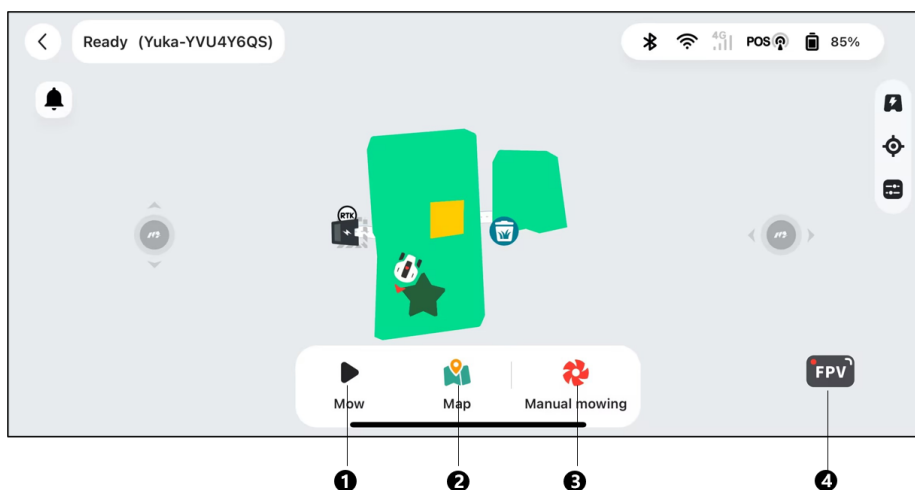 Ready (Yuka-YVU4Y6QS)
4G
POS
85%
RTK
FPV
Mow
Map
Manual mowing
1
2
3
4